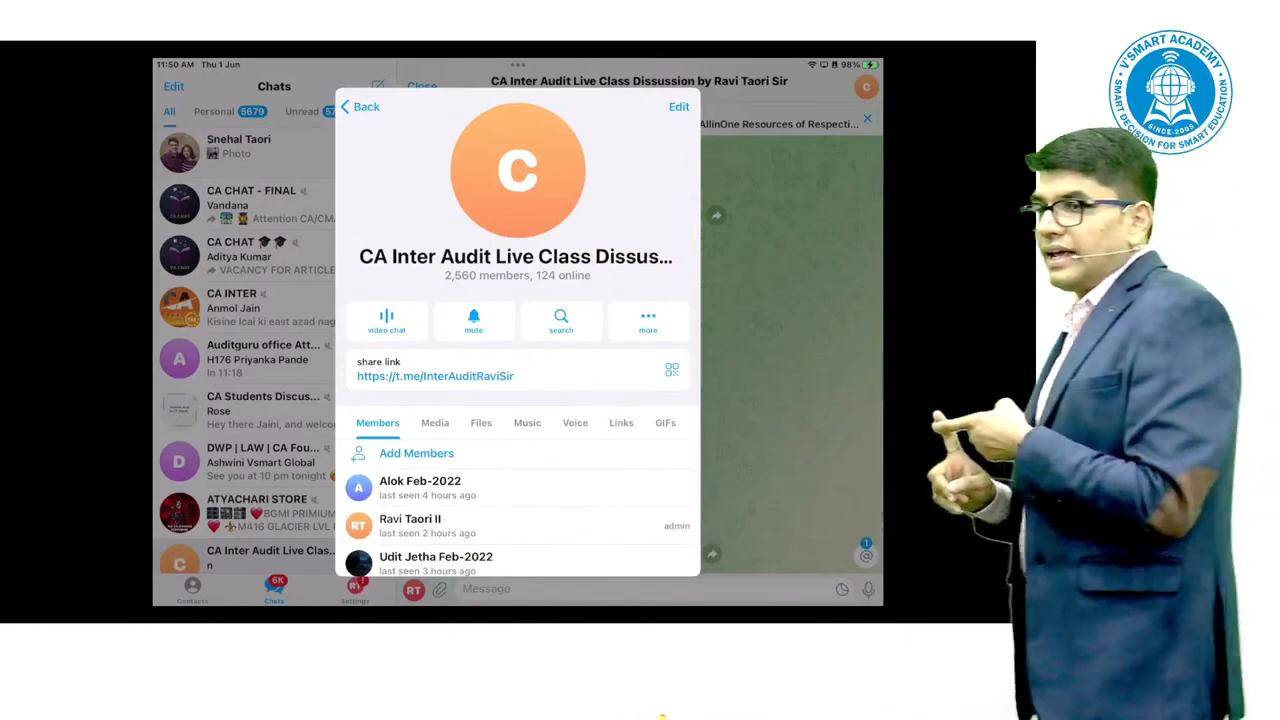 11:50 AM Thu 1 Jun
98%
Edit
Chats
Close
CA Inter Audit Live Class Dissussion by Ravi Taori Sir
C
All
Personal 5679
Unread
AllinOne Resources of Respecti...
Snehal Taori
Photo
CA CHAT - FINAL
Vandana
Attention CA/CM
CA CHAT
Aditya Kumar
VACANCY FOR ARTICLE
CA INTER
Anmol Jain
Kisine Icai ki east azad nag
A
Auditguru office Att...
H176 Priyanka Pande
In 11:18
CA Students Discus...
Rose
Hey there Jaini, and welco
D
DWP | LAW | CA Fou...
Ashwini Vsmart Global
See you at 10 pm tonight
ATYACHARI STORE
BGMI PRIMIUM
M416 GLACIER LVL
C
CA Inter Audit Live Clas...
n
Contacts
6K
Chats
Settings
Back
Edit
C
CA Inter Audit Live Class Dissus...
2,560 members, 124 online
video chat
mute
search
more
share link
https://t.me/InterAuditRaviSir
Members
Media
Files
Music
Voice
Links
GIFs
Add Members
A
Alok Feb-2022
last seen 4 hours ago
RT
Ravi Taori II
last seen 2 hours ago
admin
Udit Jetha Feb-2022
last seen 3 hours ago
RT
Message
1
@
V'SMART ACADEMY
SINCE-2005
SMART DECISION FOR SMART EDUCATION